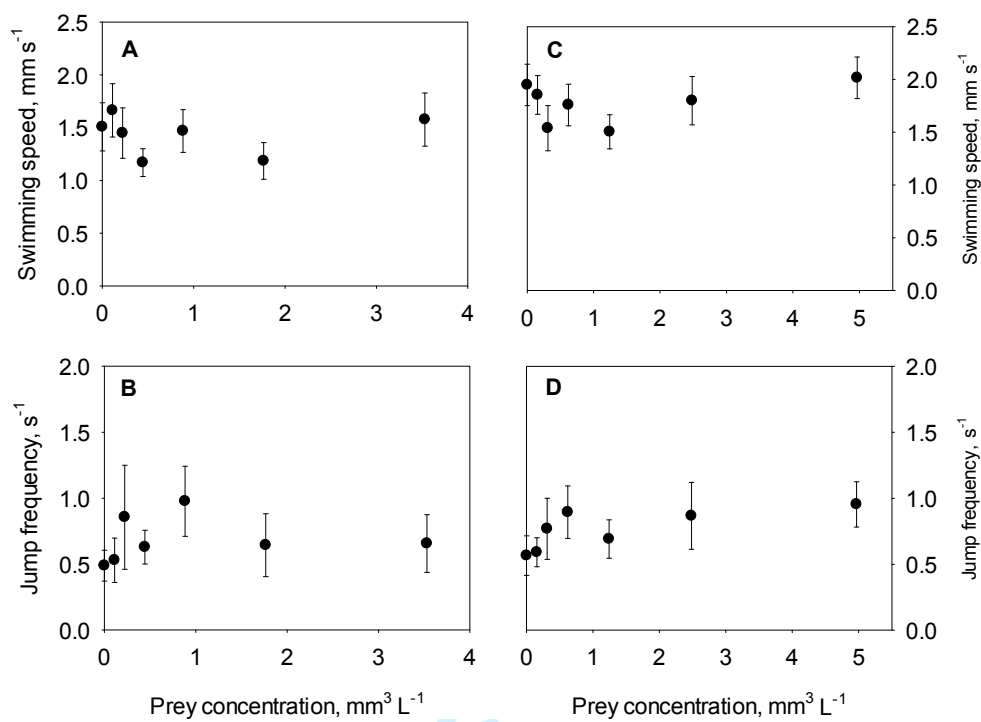 A
Swimming speed, mm s⁻¹
2.5
2.0
1.5
1.0
0.5
0.0
0 1 2 3 4
C
2.5
2.0
1.5
1.0
0.5
0.0
Swimming speed, mm s⁻¹
0 1 2 3 4 5
B
Jump frequency, s⁻¹
2.0
1.5
1.0
0.5
0.0
0 1 2 3 4
Prey concentration, mm³ L⁻¹
D
2.0
1.5
1.0
0.5
0.0
Jump frequency, s⁻¹
0 1 2 3 4 5
Prey concentration, mm³ L⁻¹